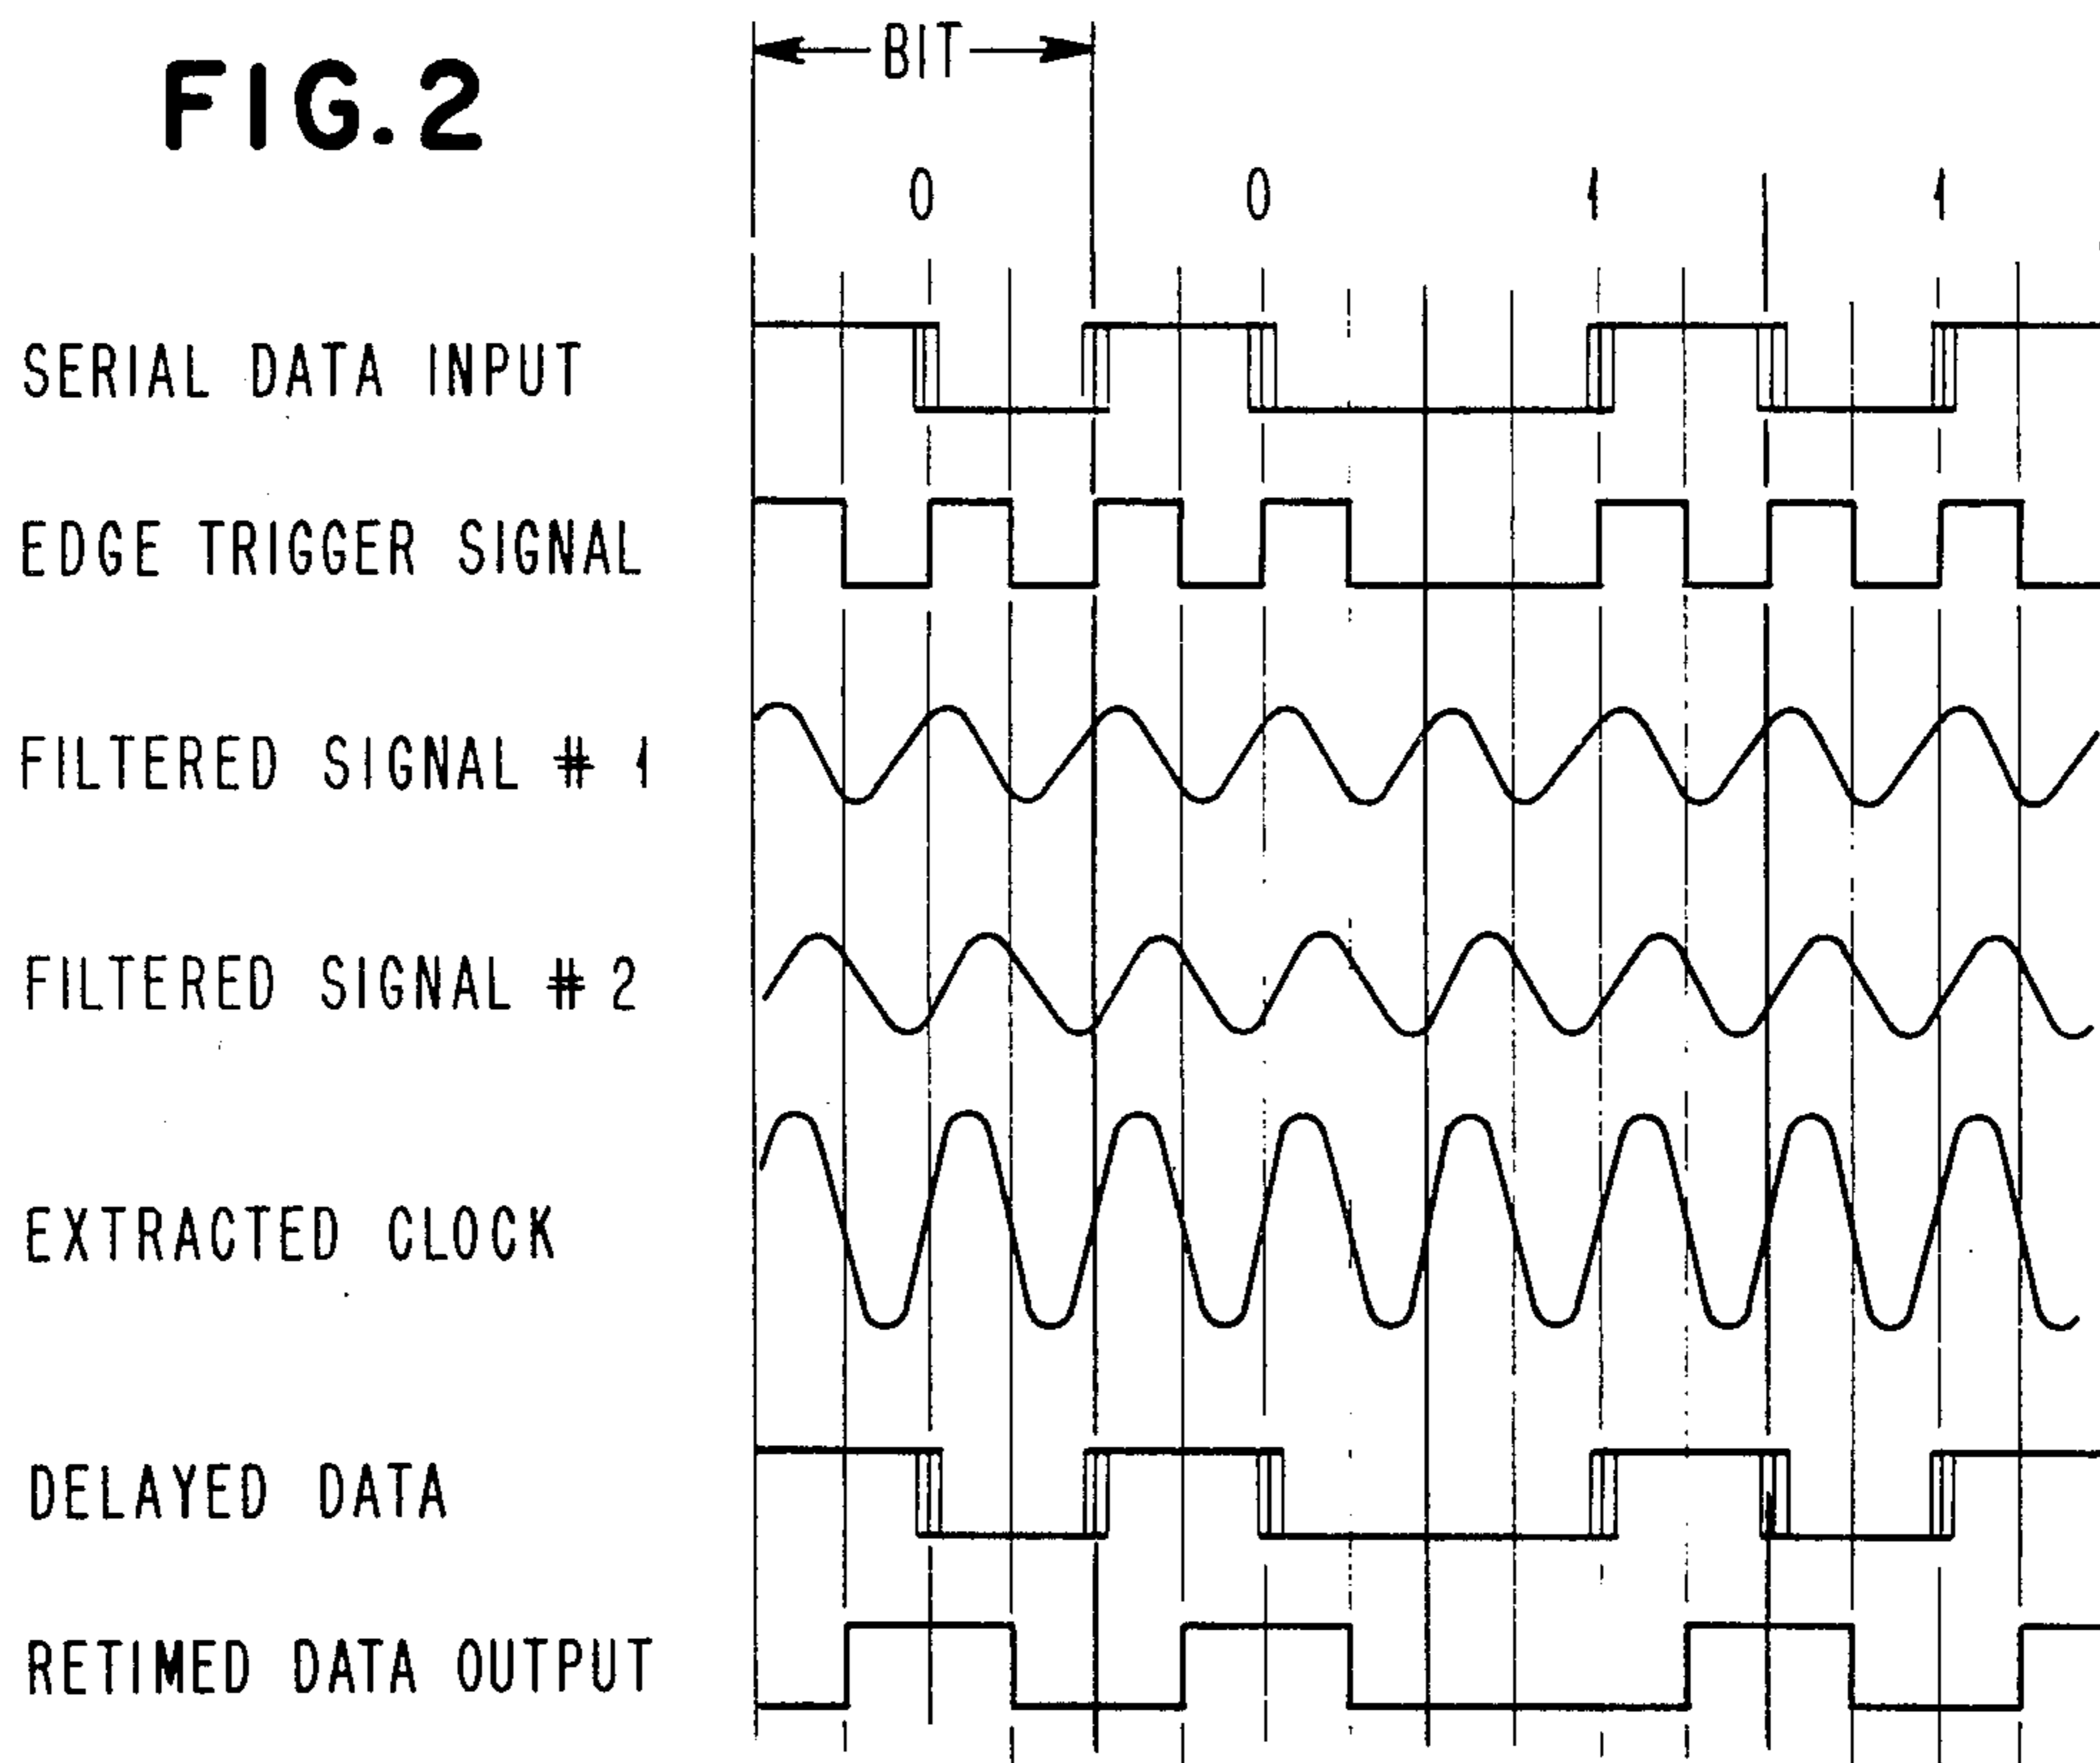 BIT
FIG.2
0 0 1 1
SERIAL DATA INPUT
EDGE TRIGGER SIGNAL
FILTERED SIGNAL # 1
FILTERED SIGNAL # 2
EXTRACTED CLOCK
DELAYED DATA
RETIMED DATA OUTPUT